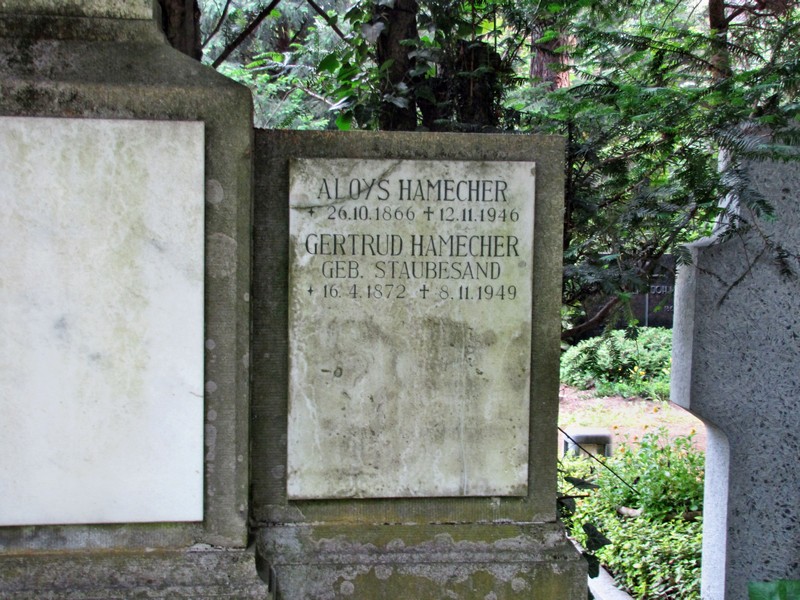 ALOYS HAMECHER
+ 26.10.1866 ✝ 12.11.1946
GERTRUD HAMECHER
GEB. STAUBESAND
+ 16.4.1872 ✝ 8.11.1949